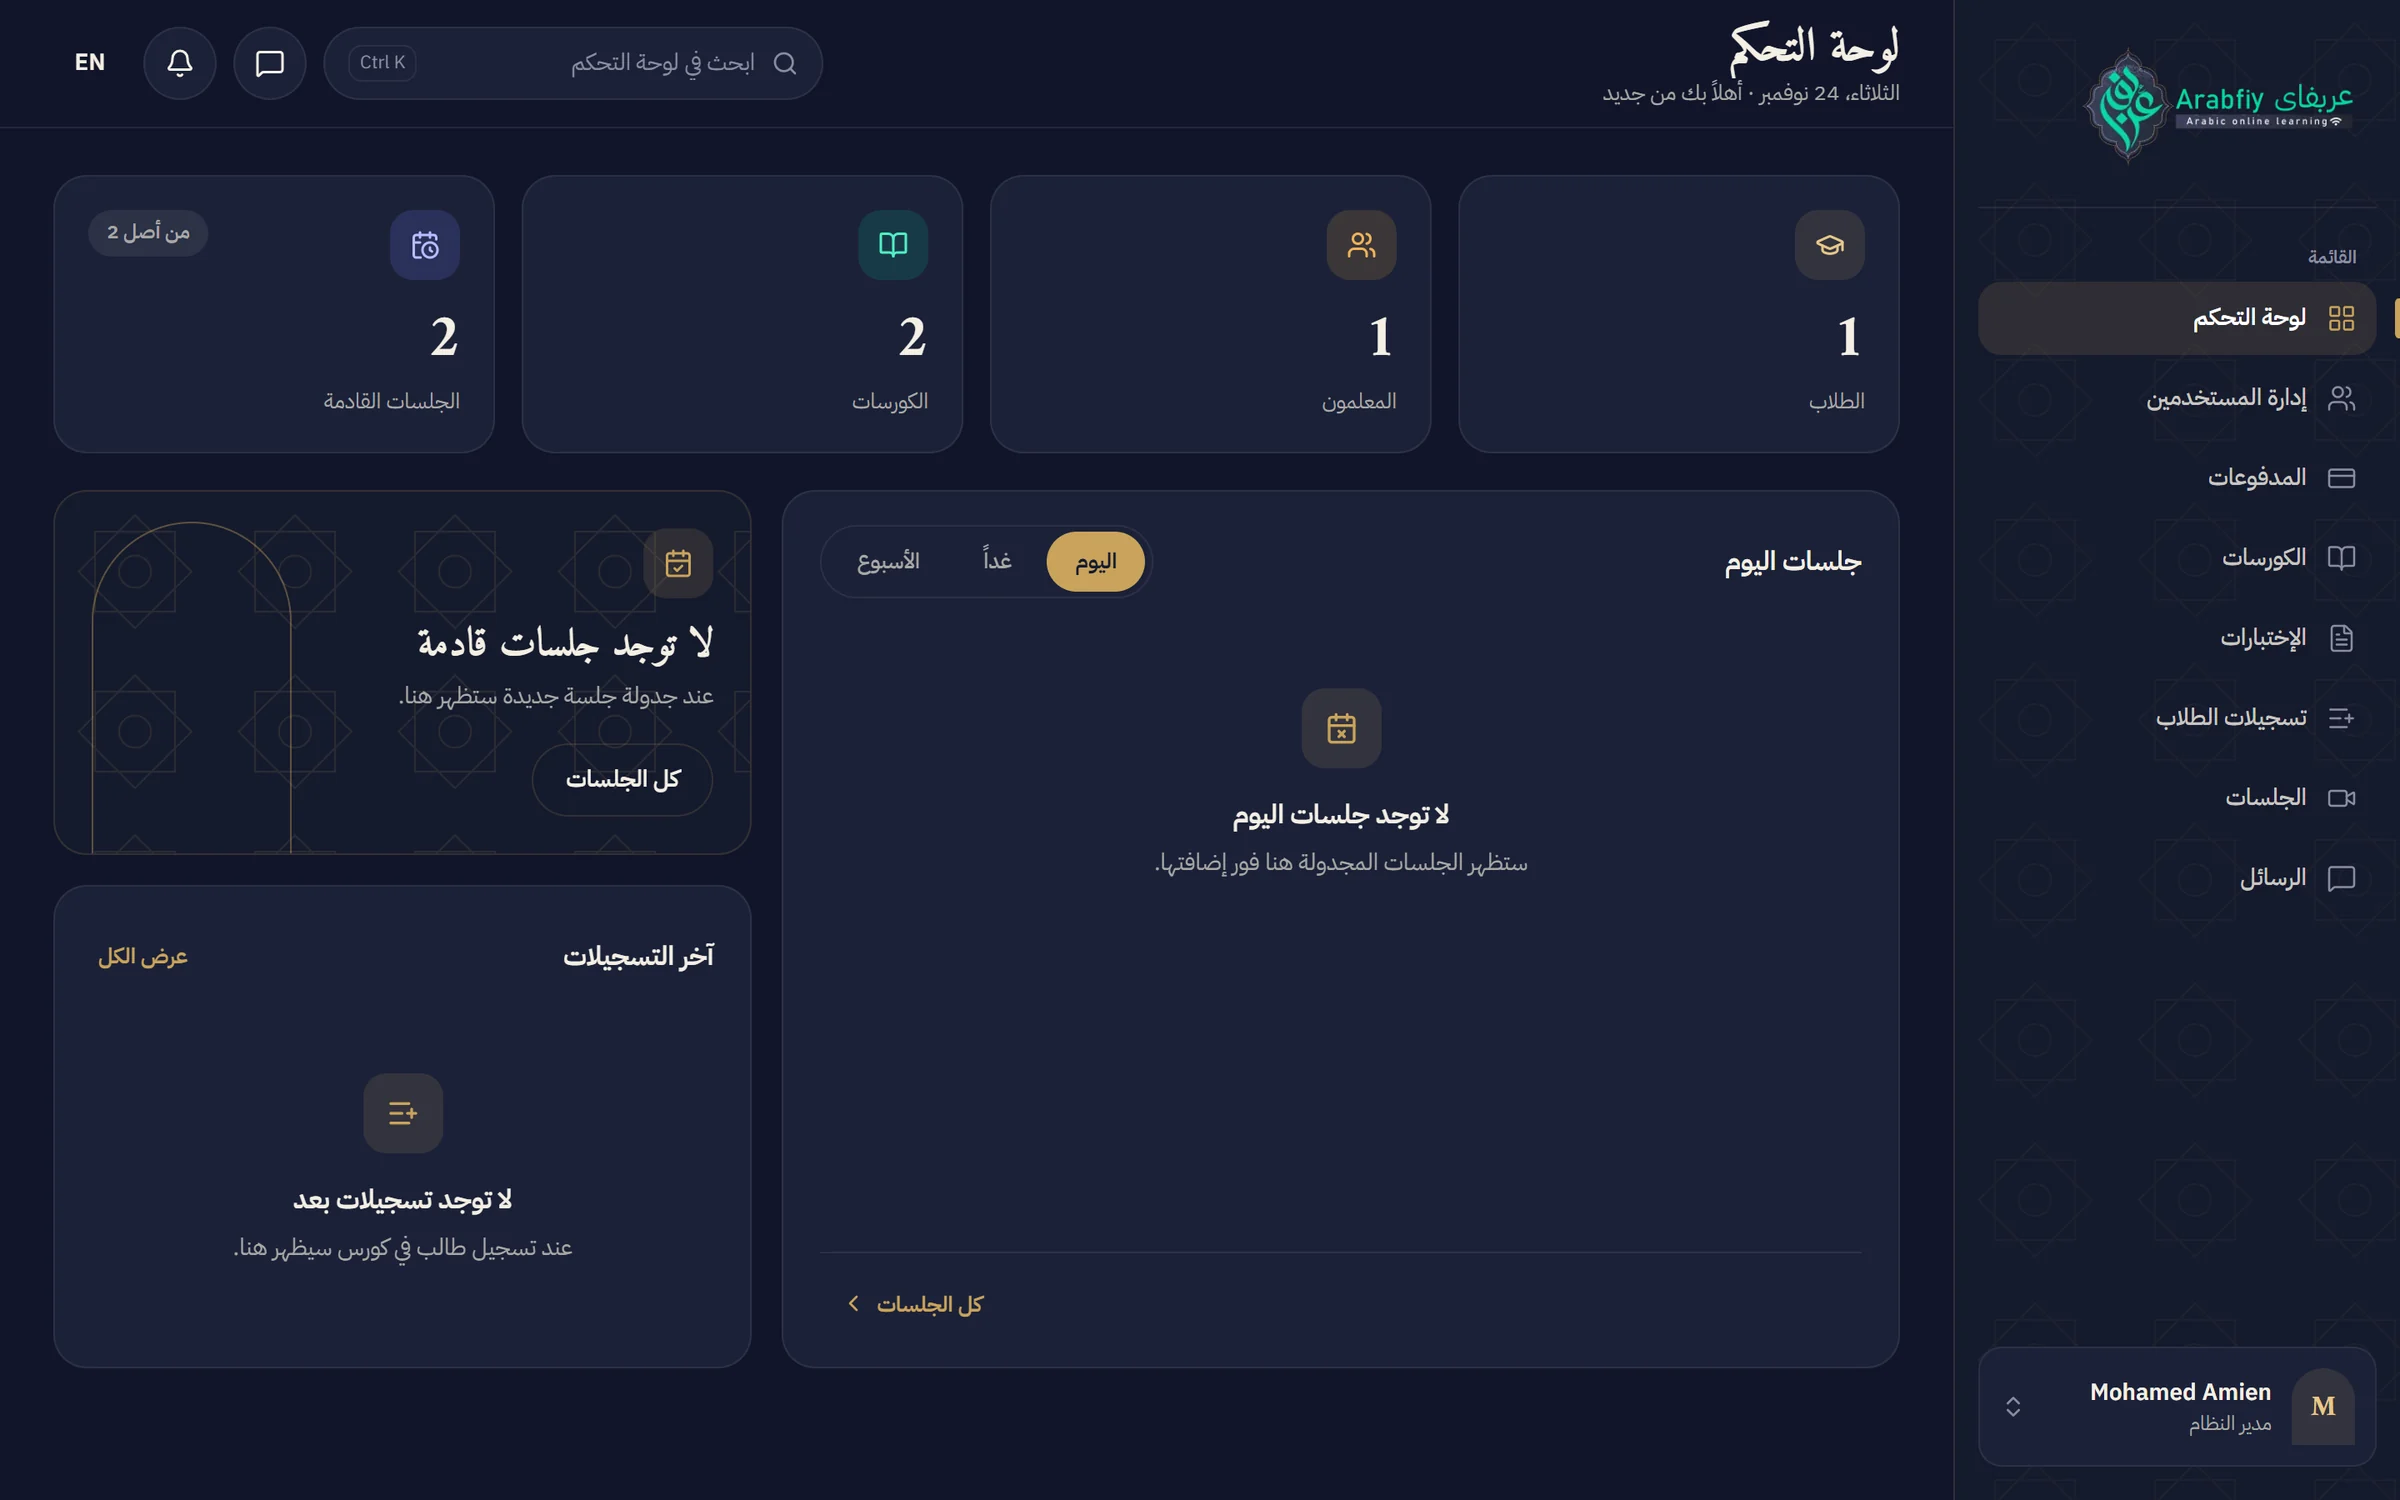 Arabfiy عربفاى
Arabic online learning
القائمة
لوحة التحكم
إدارة المستخدمين
المدفوعات
الكورسات
الإختبارات
تسجيلات الطلاب
الجلسات
الرسائل
M
Mohamed Amien
مدير النظام
لوحة التحكم
الثلاثاء، 24 نوفمبر · أهلاً بك من جديد
ابحث في لوحة التحكم
Ctrl K
EN
1
الطلاب
1
المعلمون
2
الكورسات
من أصل 2
2
الجلسات القادمة
جلسات اليوم
اليوم
غداً
الأسبوع
لا توجد جلسات اليوم
ستظهر الجلسات المجدولة هنا فور إضافتها.
كل الجلسات
لا توجد جلسات قادمة
عند جدولة جلسة جديدة ستظهر هنا.
كل الجلسات
آخر التسجيلات
عرض الكل
لا توجد تسجيلات بعد
عند تسجيل طالب في كورس سيظهر هنا.